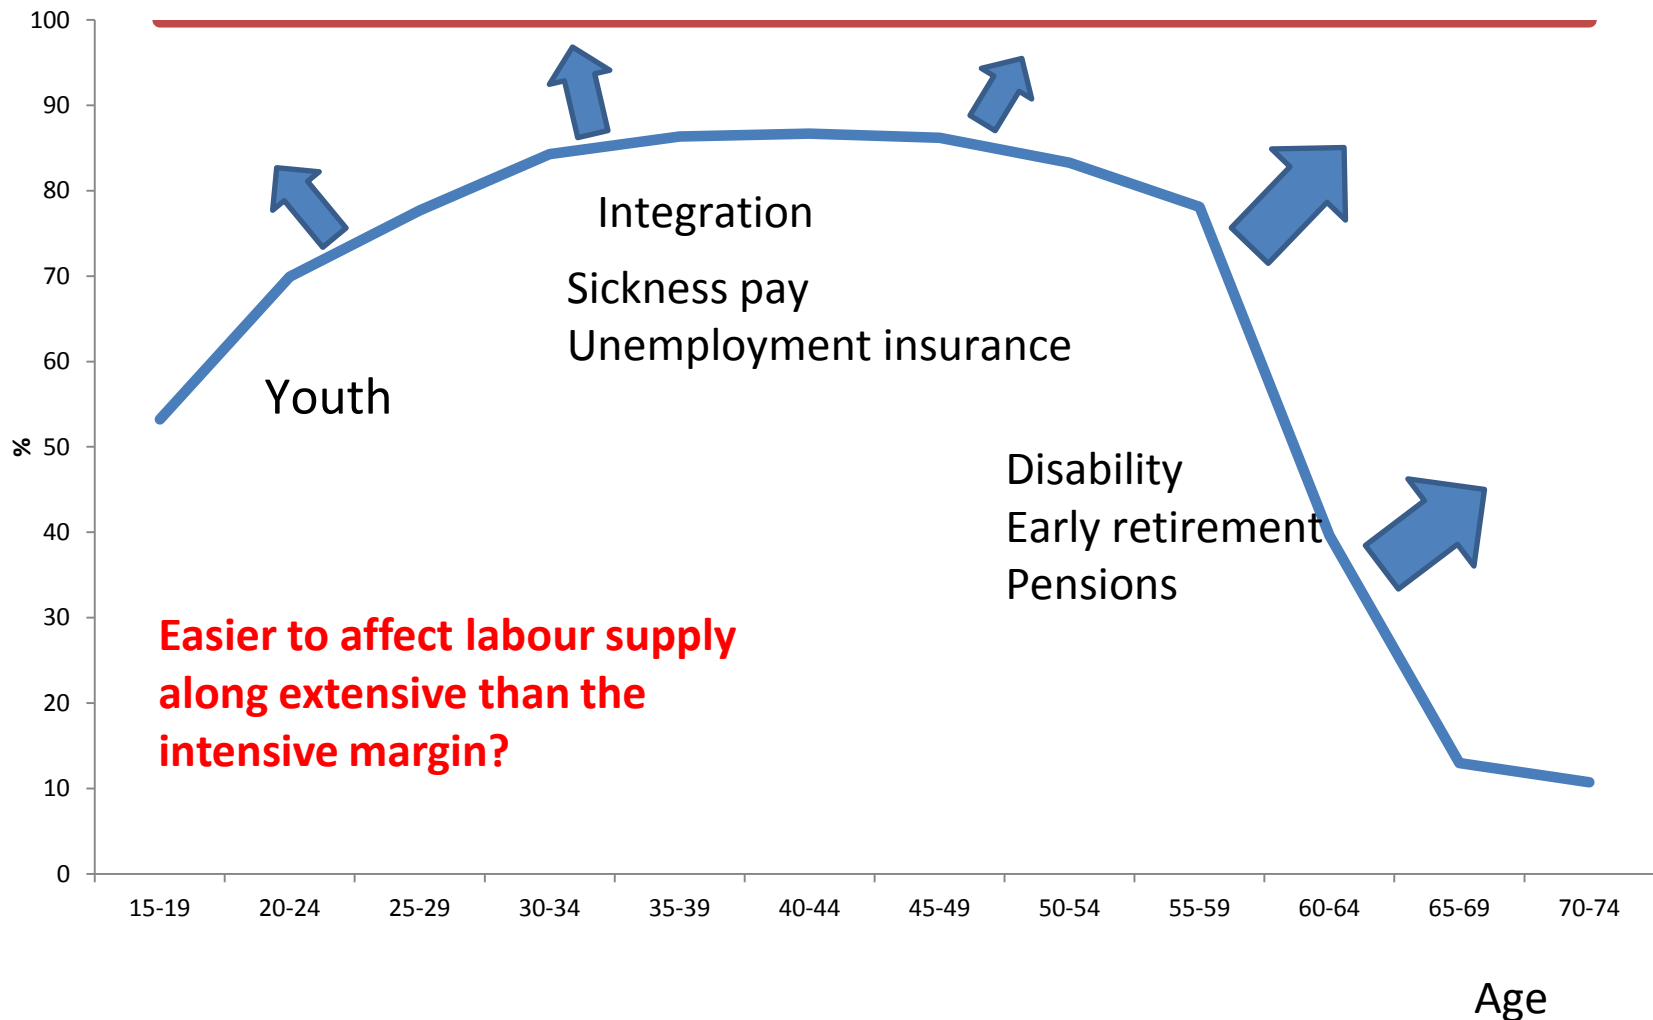 100
90
80
70
60
50
40
30
20
10
0
%
Integration
Sickness pay
Unemployment insurance
Youth
Disability
Early retirement
Pensions
Easier to affect labour supply
along extensive than the
intensive margin?
15-19 20-24 25-29 30-34 35-39 40-44 45-49 50-54 55-59 60-64 65-69 70-74
Age